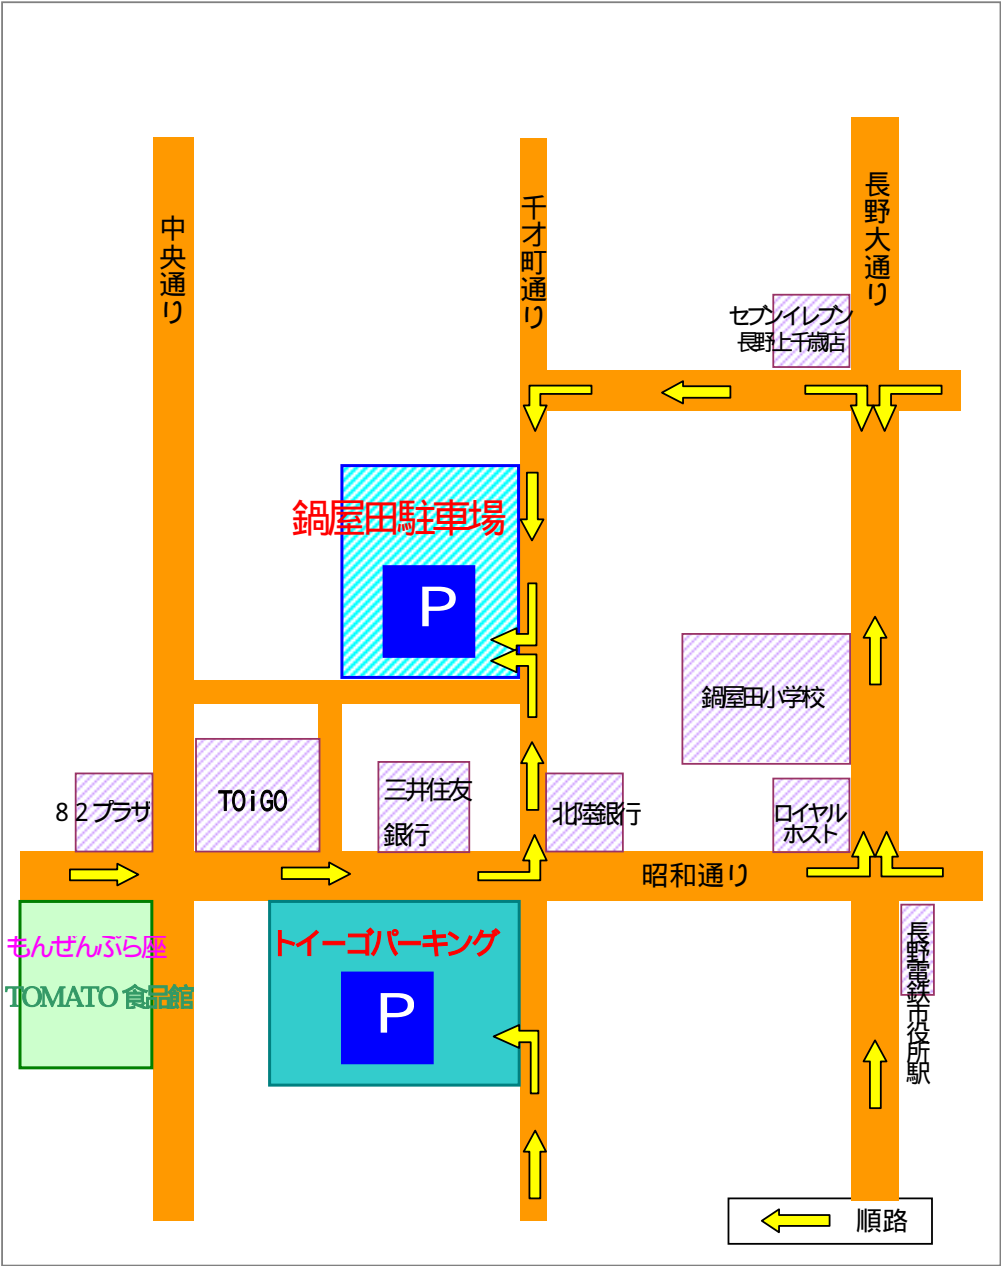 中央通り
千才町通り
長野大通り
セブンイレブン
長野上千歳店
鍋屋田駐車場
P
鍋屋田小学校
８２プラザ
TOiGO
三井住友
銀行
北陸銀行
ロイヤル
ホスト
昭和通り
もんぜんぷら座
TOMATO食品館
トイーゴパーキング
P
長野電鉄市役所駅
順路